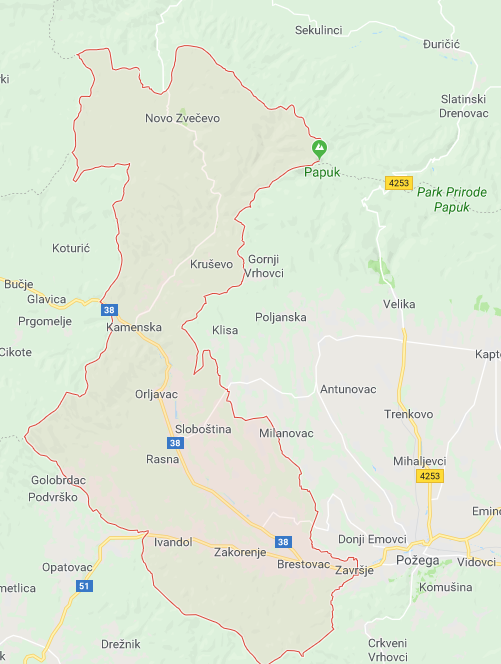 Sekulinci
Đuričić
ki
Slatinski
Drenovac
Novo Zvečevo
Papuk
4253
Park Prirode
Papuk
Koturić
Gornji
Vrhovci
Kruševo
Bučje
Glavica
38
Velika
Prgomelje
Kamenska
Klisa
Poljanska
Cikote
Kapt
Orljavac
Antunovac
Trenkovo
Sloboština
Milanovac
38
Rasna
Mihaljevci
4253
Golobrdac
Podvrško
Emino
38
Ivandol
Donji Emovci
Zakorenje
Brestovac
Završje
Požega
Vidovci
Opatovac
metlica
51
Komušina
Drežnik
Crkveni
Vrhovci
k